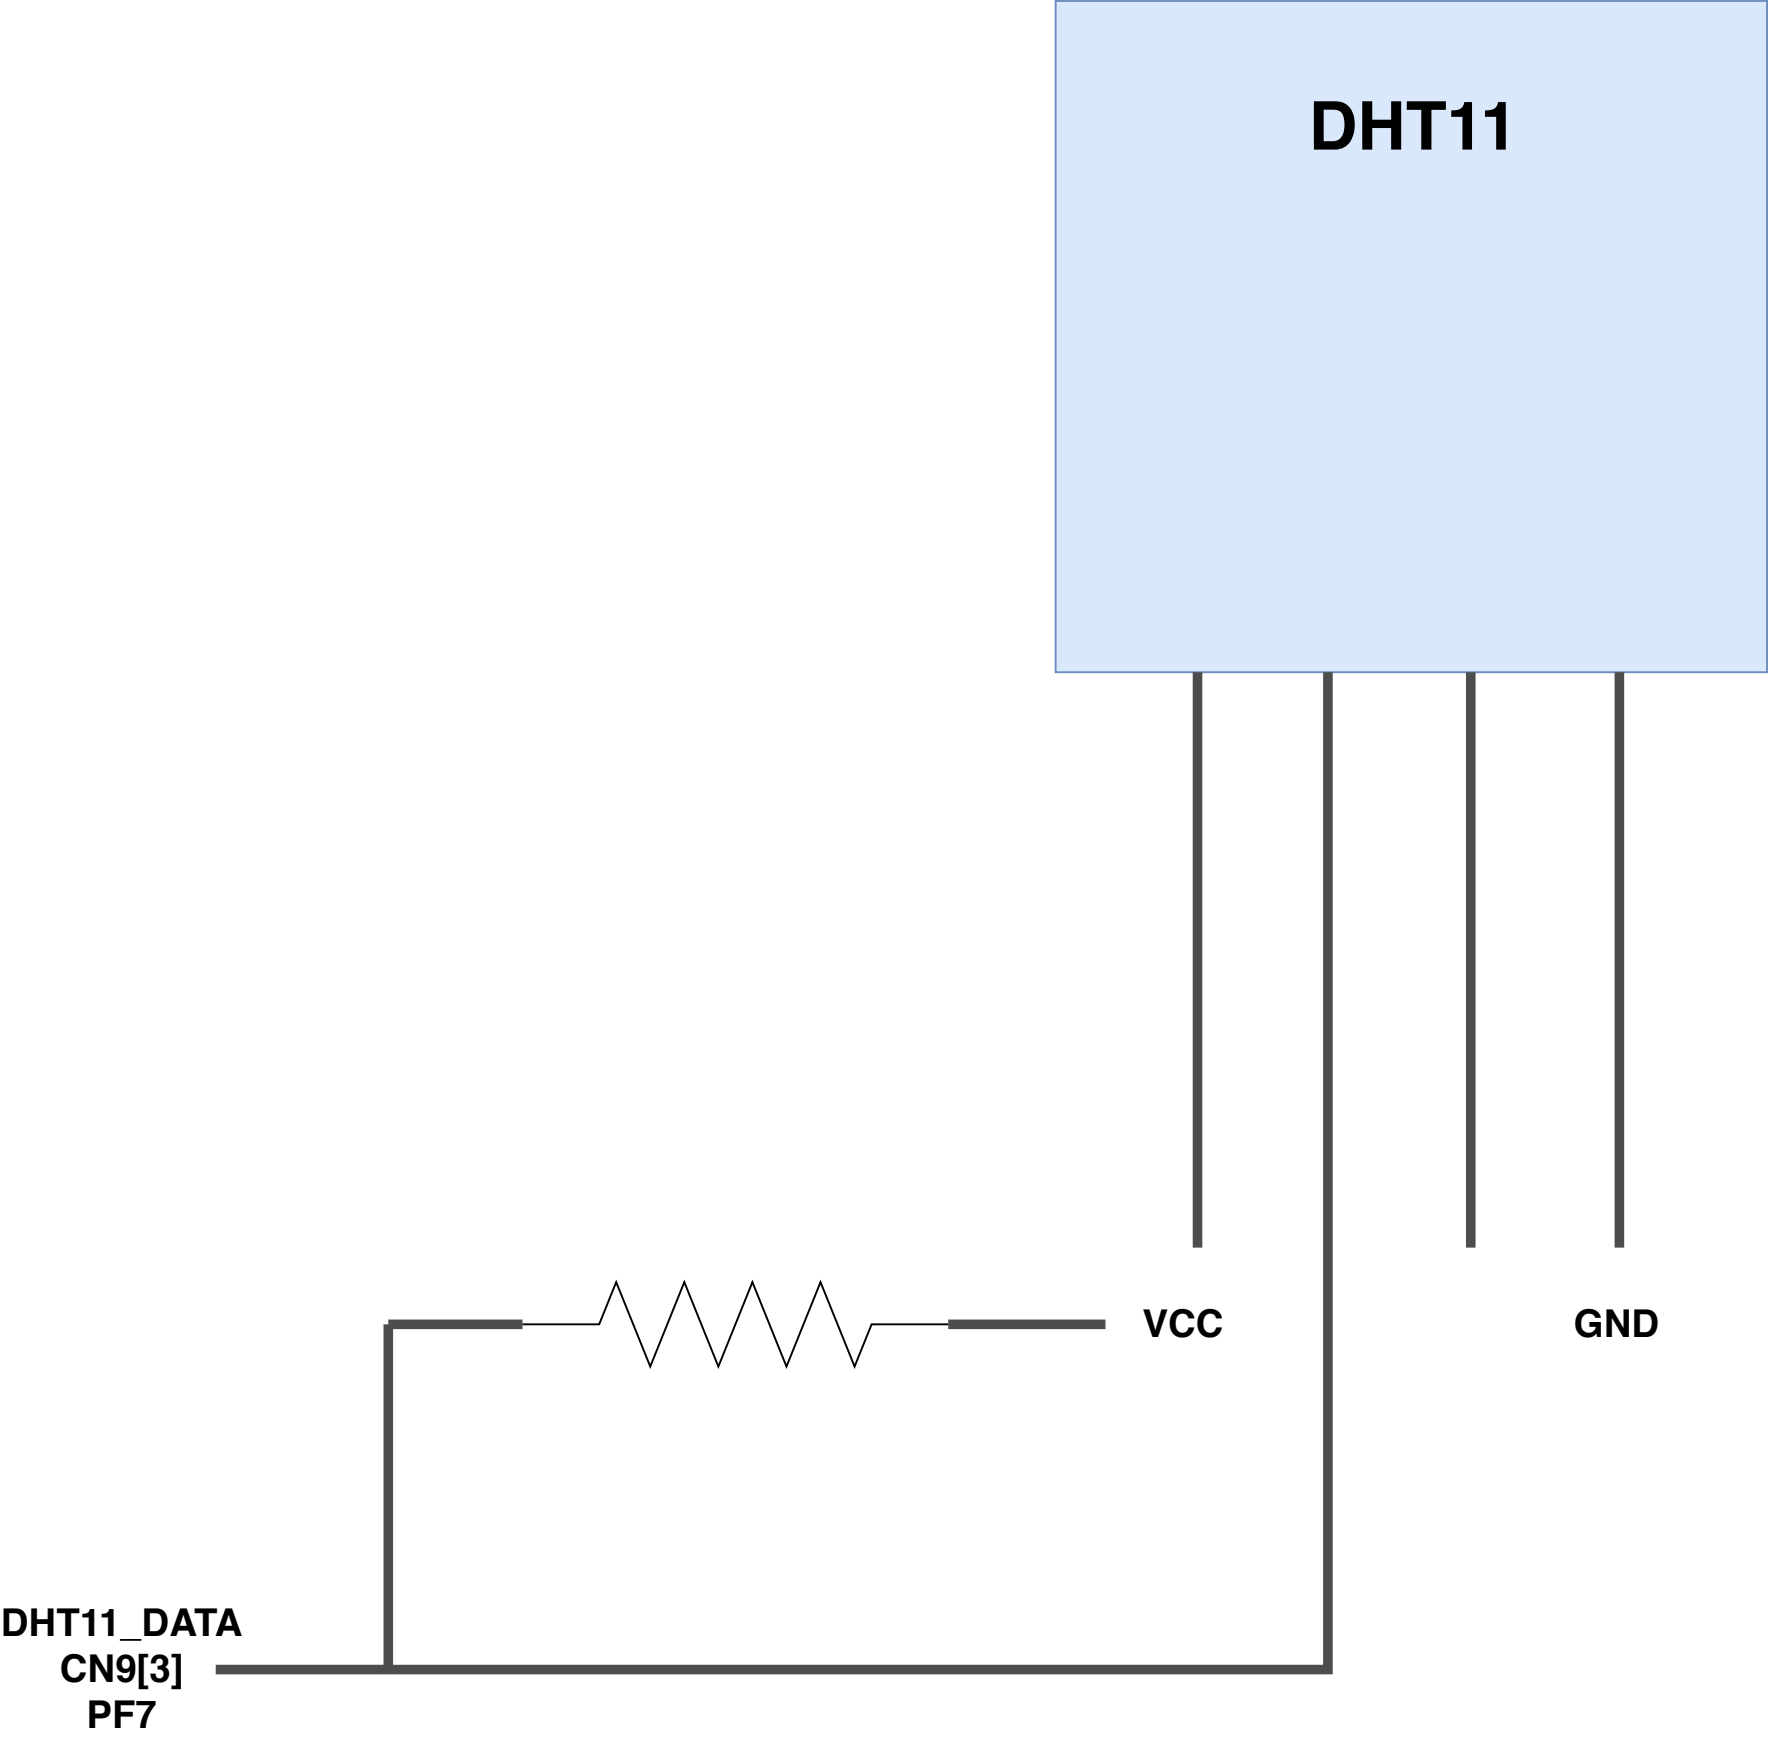 DHT11
VCC
GND
DHT11_DATA
CN9[3]
PF7